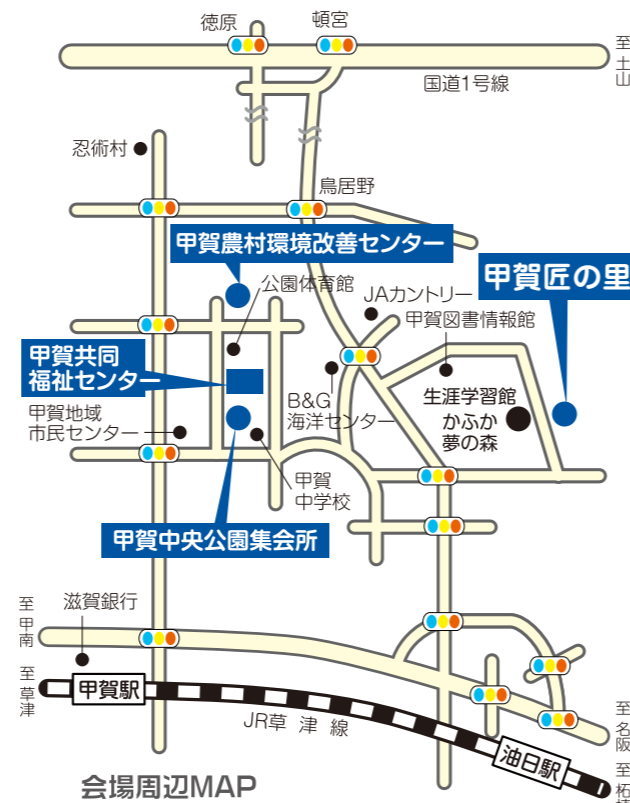 徳原
頓宮
至土山
国道1号線
忍術村
鳥居野
甲賀農村環境改善センター
公園体育館
JAカントリー
甲賀匠の里
甲賀図書情報館
甲賀共同
福祉センター
B&G
海洋センター
生涯学習館
かふか
夢の森
甲賀地域
市民センター
甲賀
中学校
甲賀中央公園集会所
至甲南
滋賀銀行
至草津
甲賀駅
JR草津線
油日駅
至名阪
至柘植
会場周辺MAP